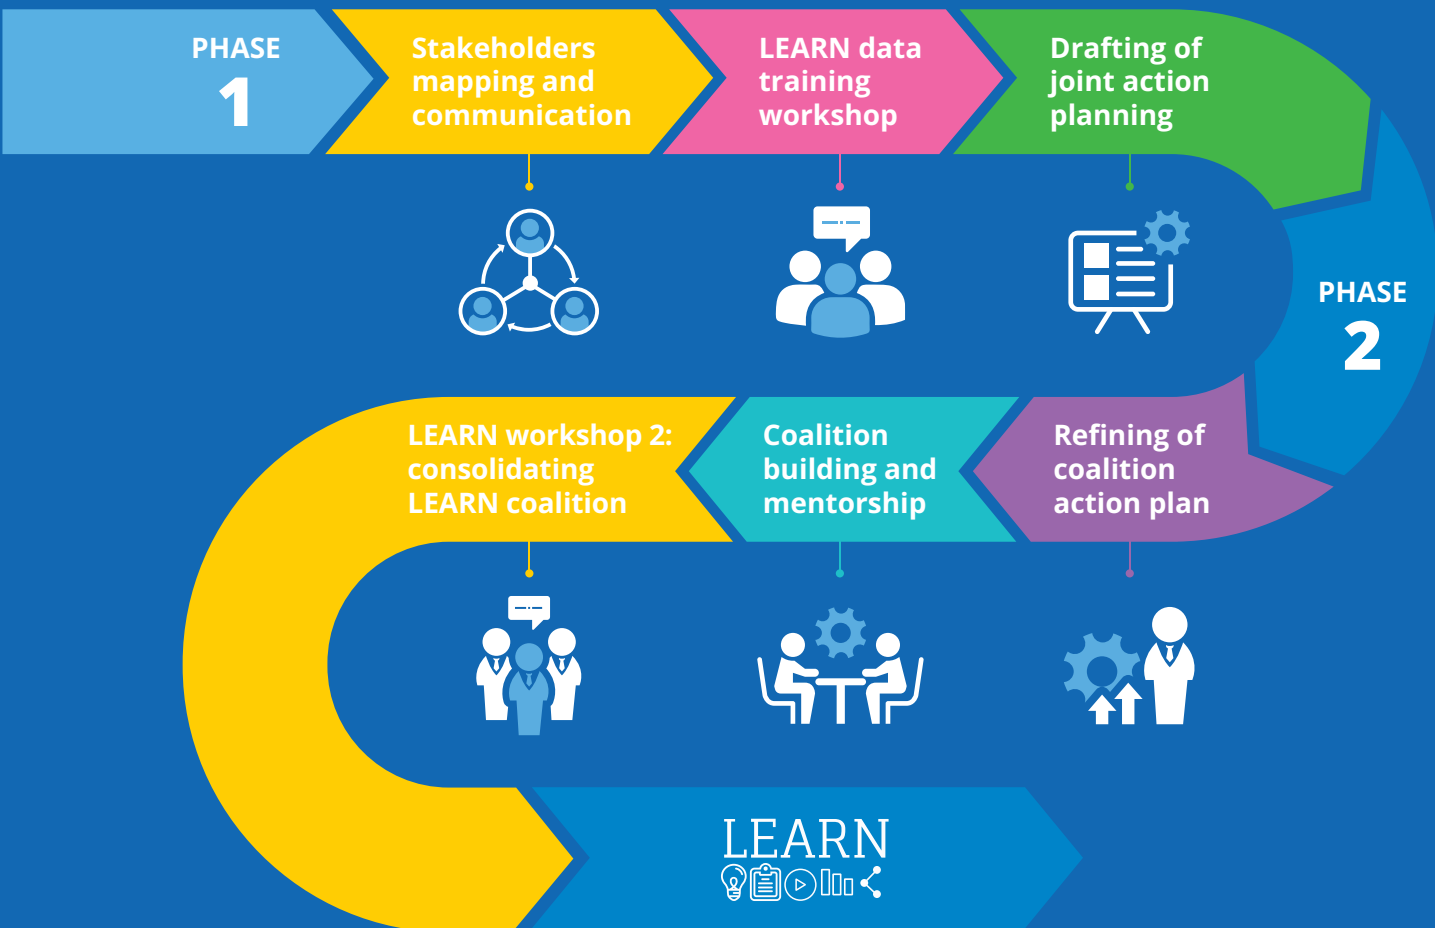 PHASE
1
Stakeholders
mapping and
communication
LEARN data
training
workshop
Drafting of
joint action
planning
PHASE
2
Refining of
coalition
action plan
Coalition
building and
mentorship
LEARN workshop 2:
consolidating
LEARN coalition
LEARN